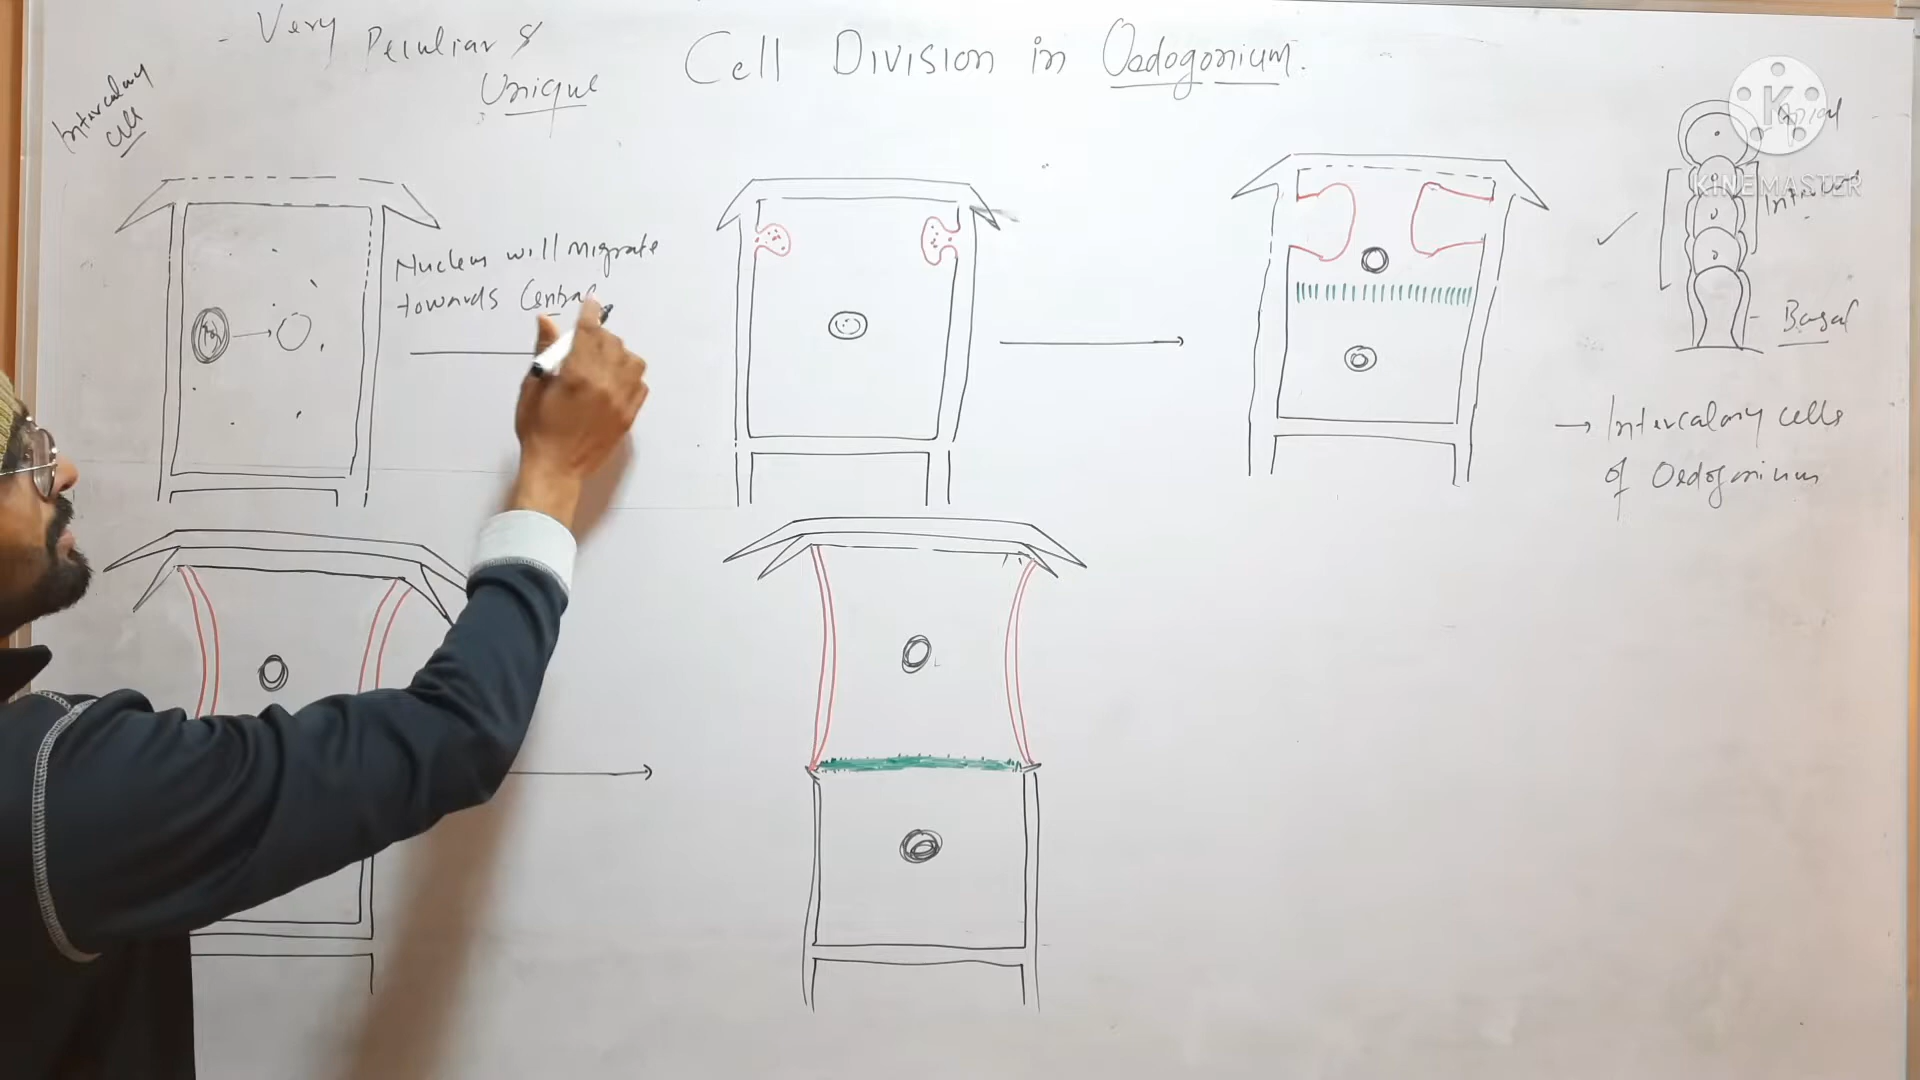 - Very Peculiar &
Unique
Cell Division in Oedogonium.
Intercalary
cell
Nucleus will migrate
towards Central
Apical
KINEMASTER
Basal
→ Intercalary cells
of Oedogonium